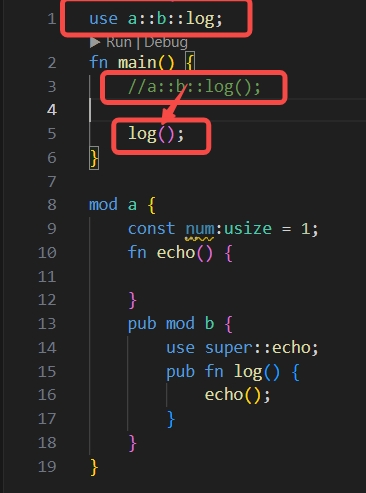 1 use a::b::log;
▶ Run | Debug
2 fn main() {
3     //a::b::log();
4
5     log();
6 }
7
8 mod a {
9     const num:usize = 1;
10     fn echo() {
11
12     }
13     pub mod b {
14         use super::echo;
15         pub fn log() {
16             echo();
17         }
18     }
19 }